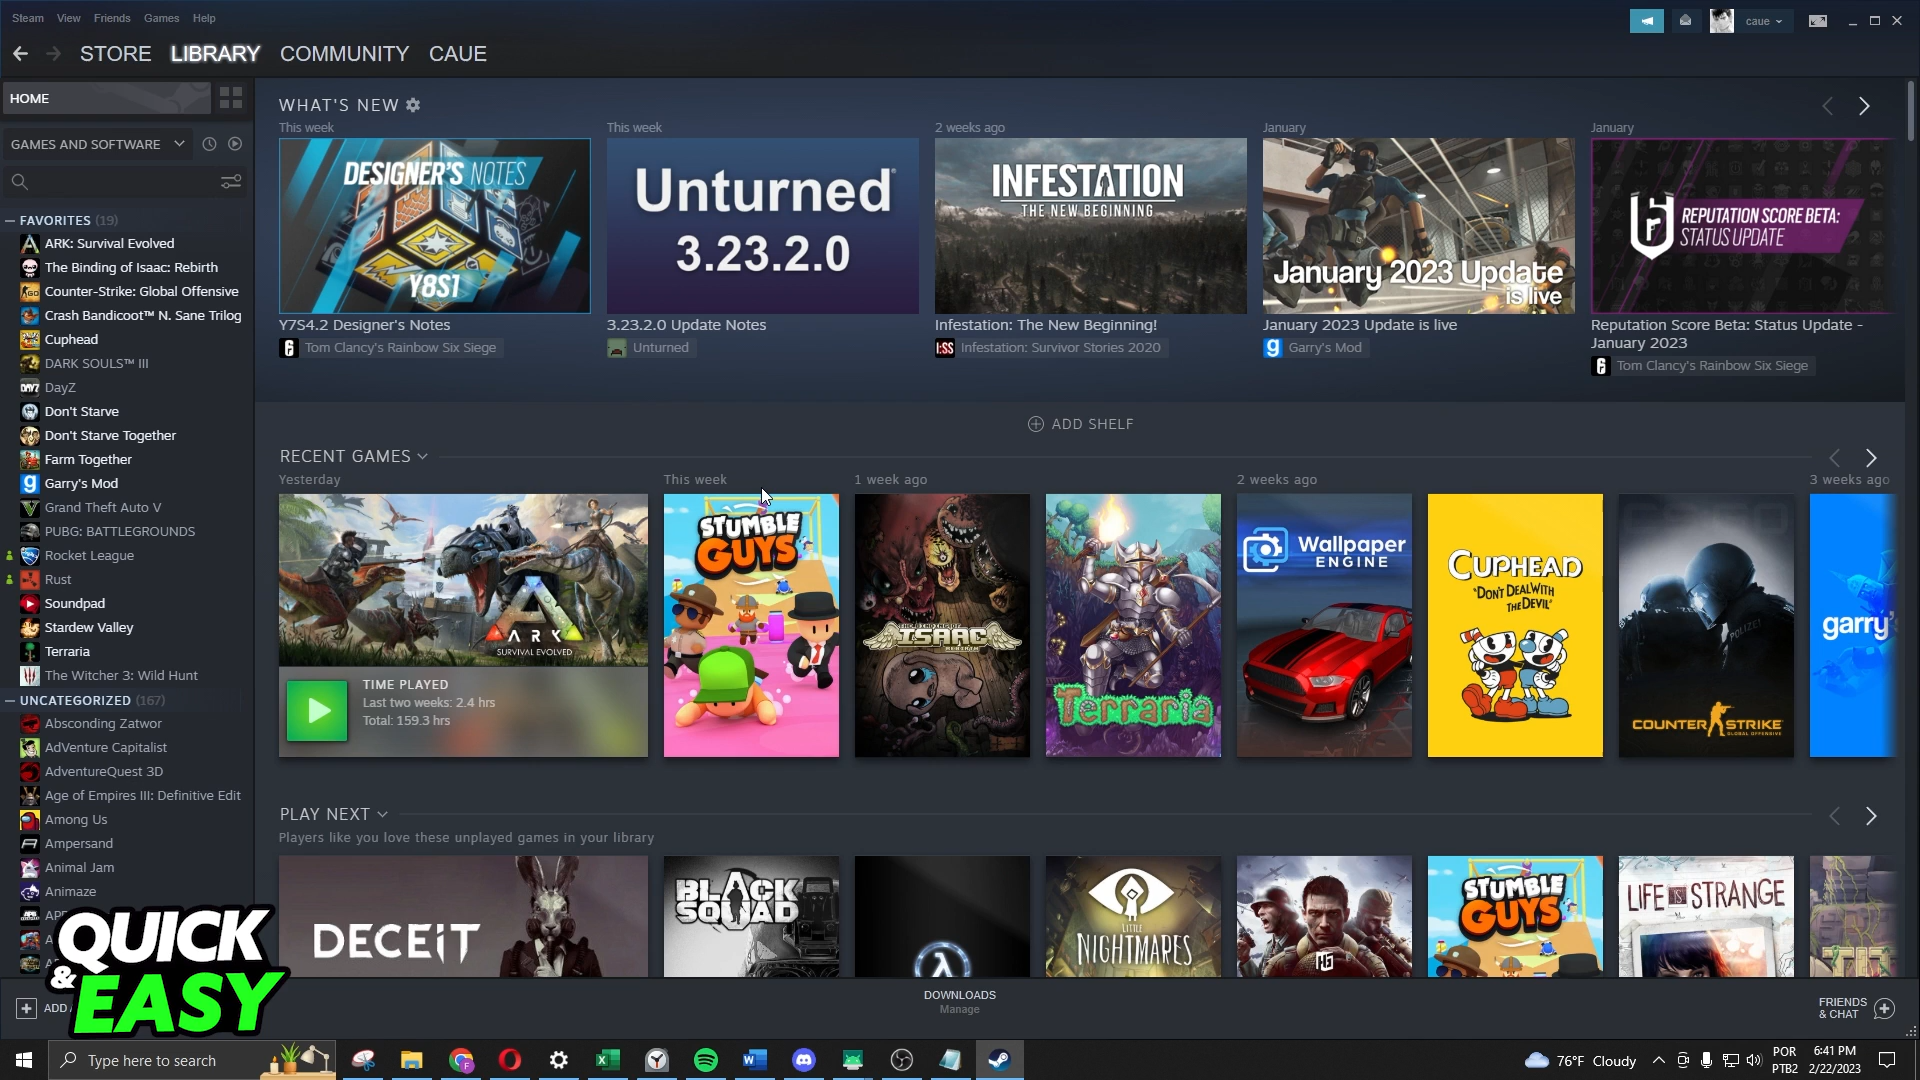 Steam View Friends Games Help
caue
STORE LIBRARY COMMUNITY CAUE
HOME
GAMES AND SOFTWARE
FAVORITES (19)
ARK: Survival Evolved
The Binding of Isaac: Rebirth
Counter-Strike: Global Offensive
Crash Bandicoot™ N. Sane Trilog
Cuphead
DARK SOULS™ III
DayZ
Don't Starve
Don't Starve Together
Farm Together
Garry's Mod
Grand Theft Auto V
PUBG: BATTLEGROUNDS
Rocket League
Rust
Soundpad
Stardew Valley
Terraria
The Witcher 3: Wild Hunt
UNCATEGORIZED (167)
Absconding Zatwor
AdVenture Capitalist
AdventureQuest 3D
Age of Empires III: Definitive Edit
Among Us
Ampersand
Animal Jam
Animaze
QUICK
& EASY
WHAT'S NEW
This week
DESIGNER'S NOTES
Y8S1
Y7S4.2 Designer's Notes
Tom Clancy's Rainbow Six Siege
This week
Unturned
3.23.2.0
3.23.2.0 Update Notes
Unturned
2 weeks ago
INFESTATION
THE NEW BEGINNING
Infestation: The New Beginning!
I:SS Infestation: Survivor Stories 2020
January
January 2023 Update
is live
January 2023 Update is live
g Garry's Mod
January
REPUTATION SCORE BETA:
STATUS UPDATE
Reputation Score Beta: Status Update -
January 2023
Tom Clancy's Rainbow Six Siege
ADD SHELF
RECENT GAMES
Yesterday
ARK
SURVIVAL EVOLVED
TIME PLAYED
Last two weeks: 2.4 hrs
Total: 159.3 hrs
This week
STUMBLE
GUYS
1 week ago
THE BINDING OF
ISAAC
REBIRTH
Terraria
2 weeks ago
Wallpaper
ENGINE
CUPHEAD
"DON'T DEAL WITH
THE DEVIL"
COUNTER STRIKE
GLOBAL OFFENSIVE
3 weeks ago
garry'
PLAY NEXT
Players like you love these unplayed games in your library
DECEIT
BLACK
SQUAD
LITTLE
NIGHTMARES
STUMBLE
GUYS
LIFE IS STRANGE
ADD
DOWNLOADS
Manage
FRIENDS
& CHAT
Type here to search
76°F Cloudy
POR
PTB2
6:41 PM
2/22/2023